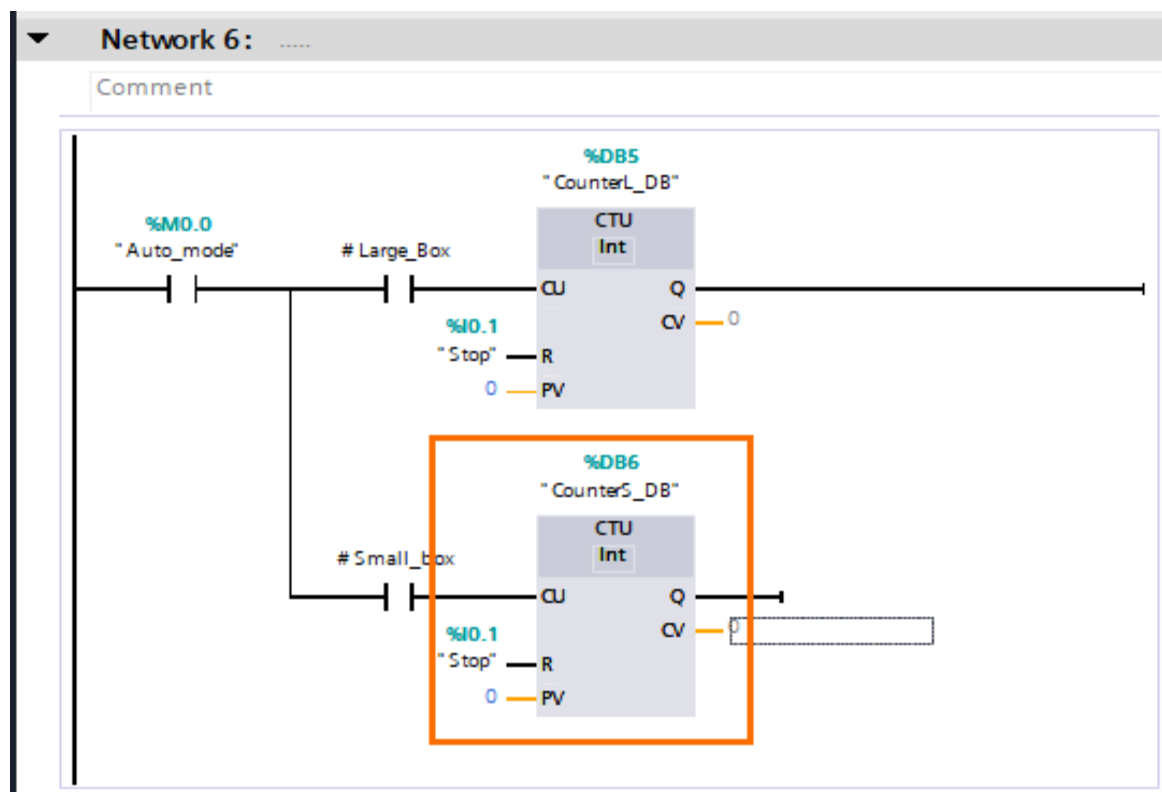 Network 6: .....
Comment
%DB5
"CounterL_DB"
%M0.0
"Auto_mode"
#Large_Box
CTU
Int
CU
Q
%I0.1
"Stop"
R
CV
0
0
PV
%DB6
"CounterS_DB"
#Small_box
CTU
Int
CU
Q
%I0.1
"Stop"
R
CV
0
0
PV